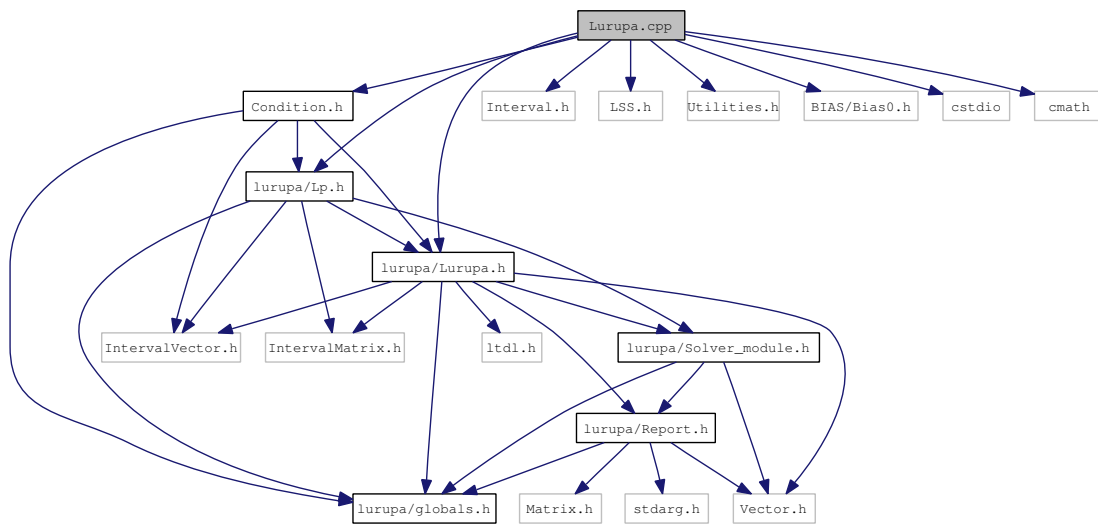 Lurupa.cpp
Condition.h
Interval.h
LSS.h
Utilities.h
BIAS/Bias0.h
cstdio
cmath
lurupa/Lp.h
lurupa/Lurupa.h
IntervalVector.h
IntervalMatrix.h
ltdl.h
lurupa/Solver_module.h
lurupa/Report.h
lurupa/globals.h
Matrix.h
stdarg.h
Vector.h